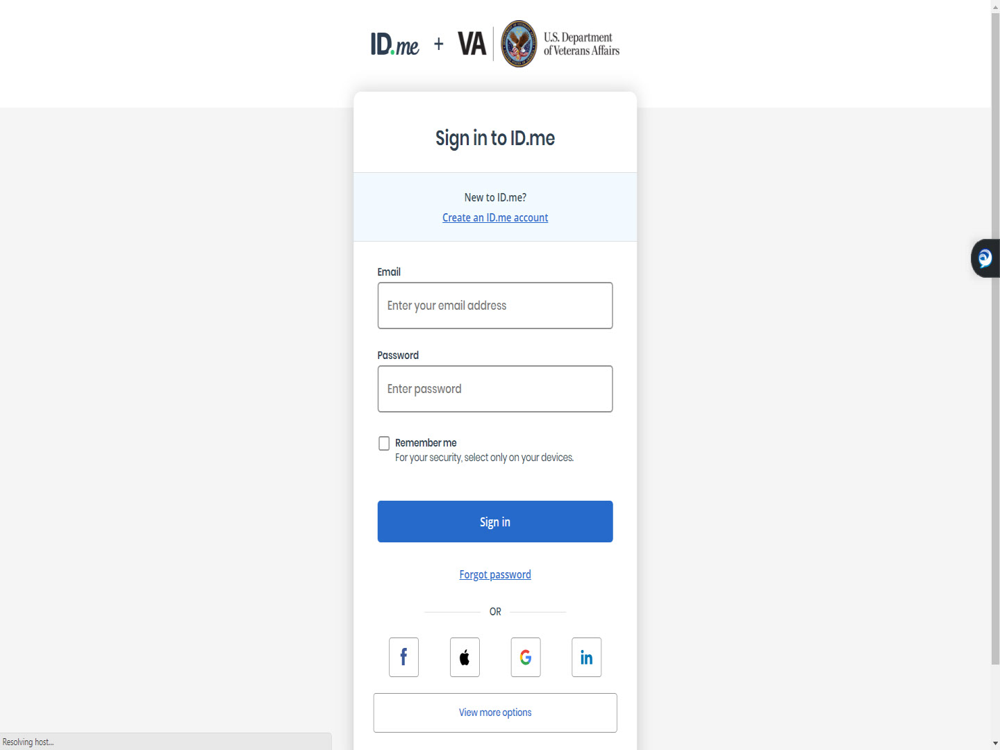 ID.me + VA U.S. Department
of Veterans Affairs
Sign in to ID.me
New to ID.me?
Create an ID.me account
Email
Enter your email address
Password
Enter password
Remember me
For your security, select only on your devices.
Sign in
Forgot password
OR
f G in
View more options
Resolving host...